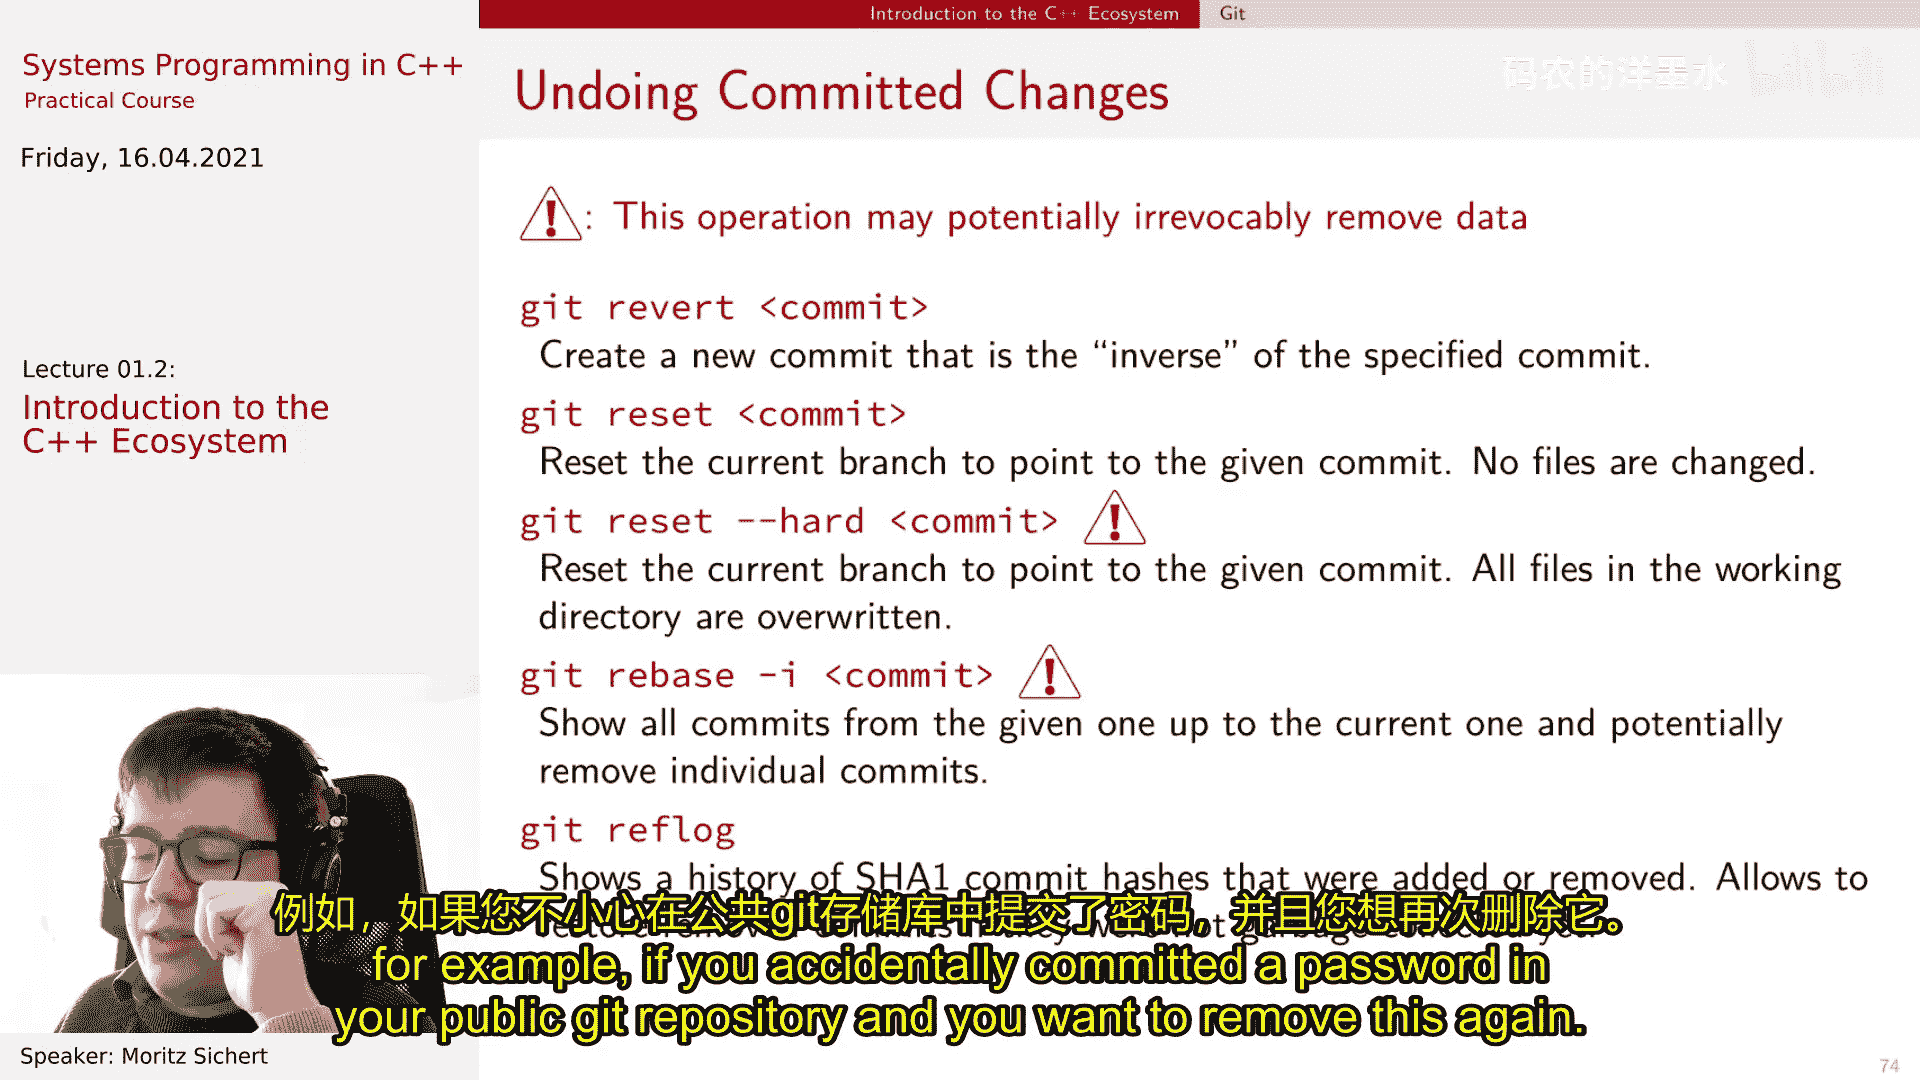 Introduction to the C++ Ecosystem
Git
Systems Programming in C++
Practical Course
Friday, 16.04.2021
Lecture 01.2:
Introduction to the
C++ Ecosystem
Undoing Committed Changes
码农的洋墨水
: This operation may potentially irrevocably remove data
git revert <commit>
Create a new commit that is the “inverse” of the specified commit.
git reset <commit>
Reset the current branch to point to the given commit. No files are changed.
git reset --hard <commit>
Reset the current branch to point to the given commit. All files in the working
directory are overwritten.
git rebase -i <commit>
Show all commits from the given one up to the current one and potentially
remove individual commits.
git reflog
Shows a history of SHA1 commit hashes that were added or removed. Allows to
例如，如果您不小心在公共git存储库中提交了密码，并且您想再次删除它。
for example, if you accidentally committed a password in
your public git repository and you want to remove this again.
Speaker: Moritz Sichert
74